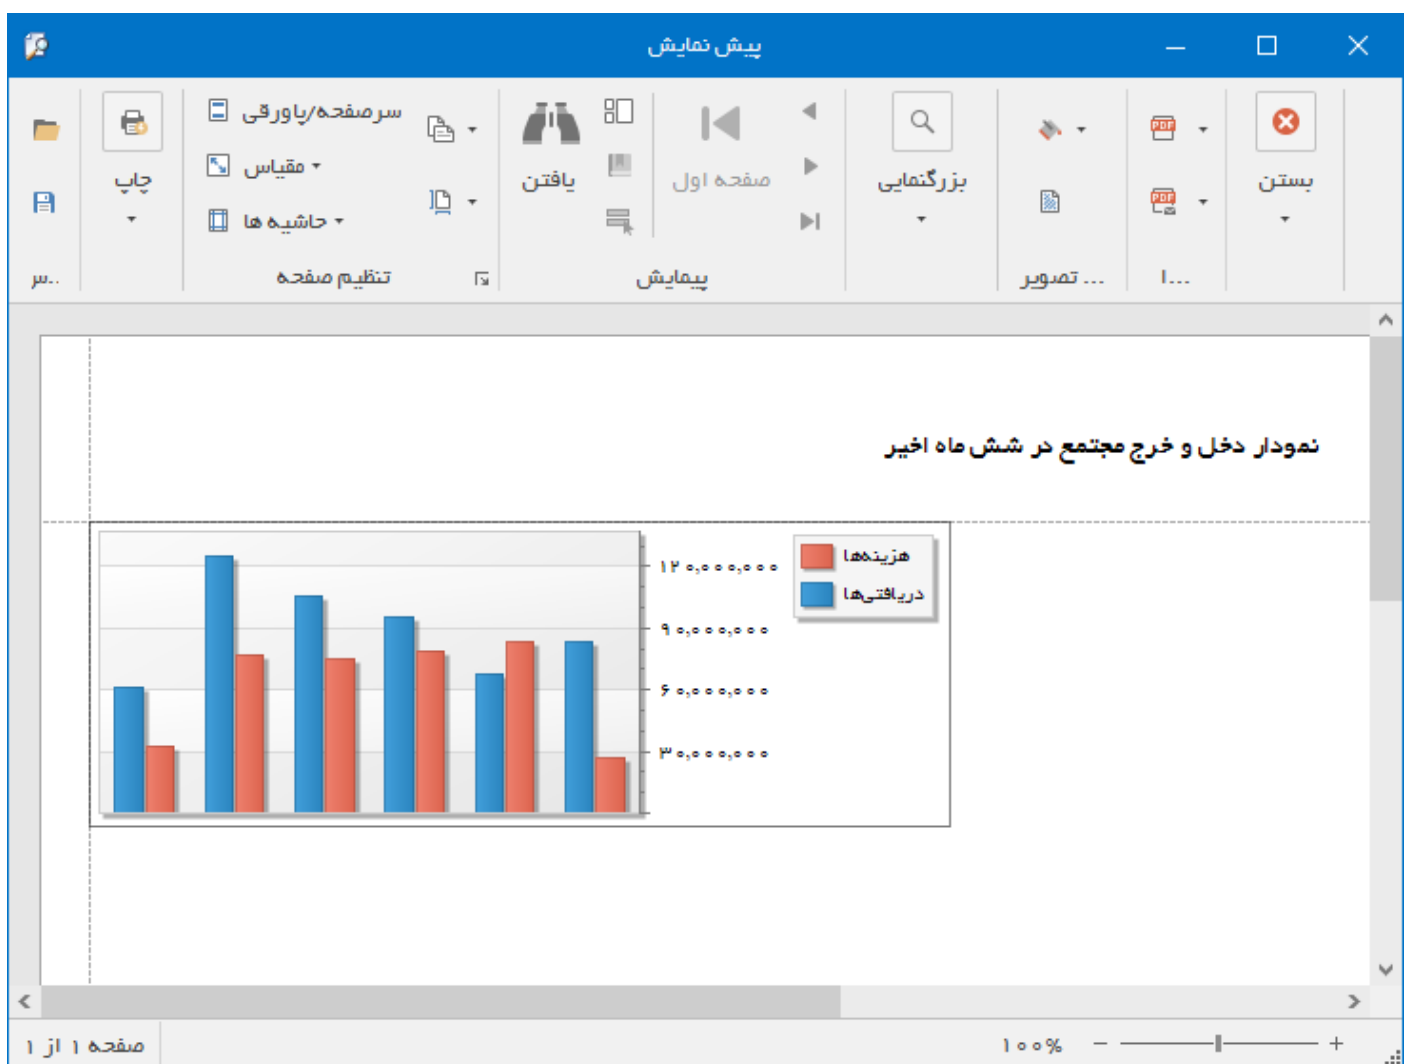 پیش نمایش
چاپ
سرصفحه/پاورقی
مقیاس
حاشیه ها
یافتن
صفحه اول
بزرگنمایی
PDF
PDF
بستن
س..
تنظیم صفحه
پیمایش
تصویر ...
ا...
نمودار دخل و خرج مجتمع در شش ماه اخیر
هزینه‌ها
دریافتی‌ها
۱۲۰,۰۰۰,۰۰۰
۹۰,۰۰۰,۰۰۰
۶۰,۰۰۰,۰۰۰
۳۰,۰۰۰,۰۰۰
صفحه ۱ از ۱
۱۰۰%